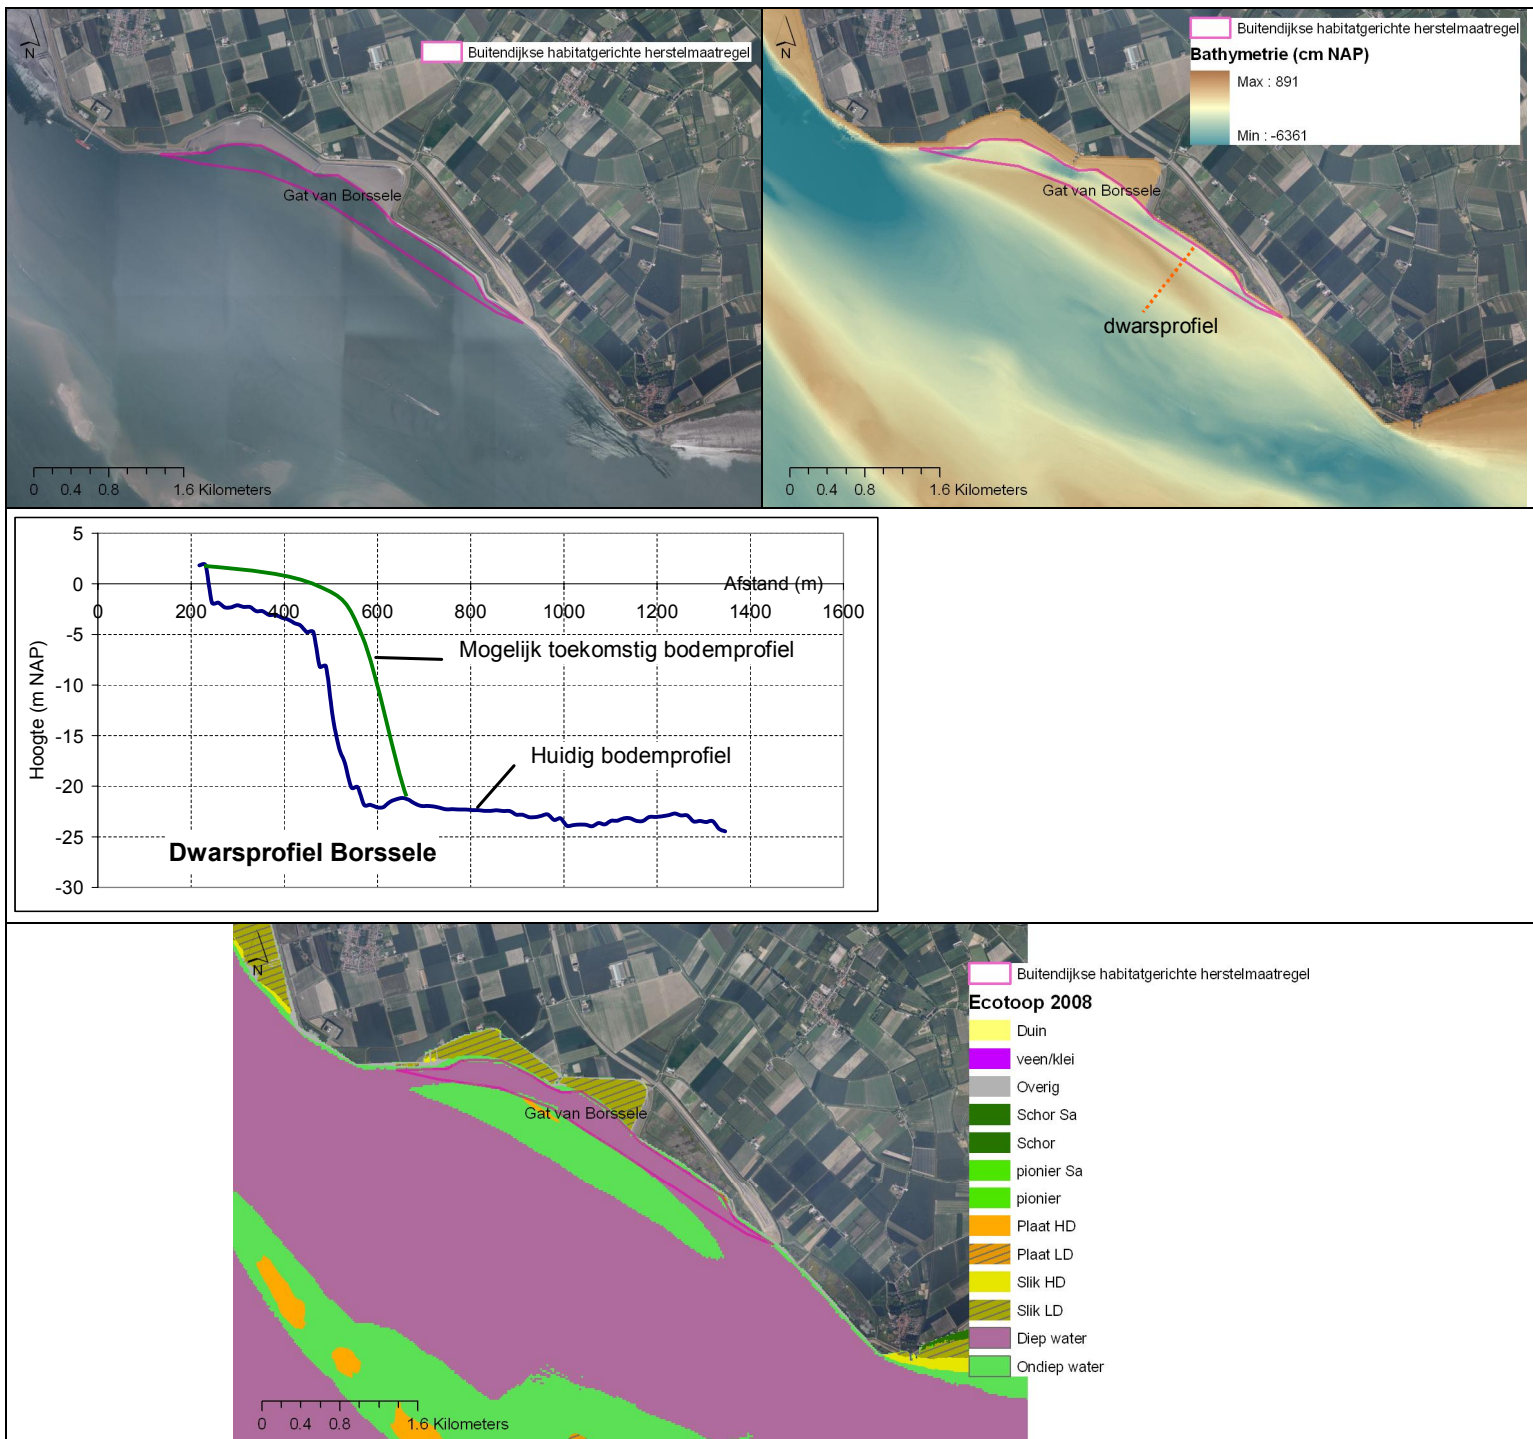 N
Buitendijkse habitatgerichte herstelmaatregel
Gat van Borssele
0 0.4 0.8 1.6 Kilometers
N
Buitendijkse habitatgerichte herstelmaatregel
Bathymetrie (cm NAP)
Max : 891
Min : -6361
Gat van Borssele
dwarsprofiel
0 0.4 0.8 1.6 Kilometers
5
0
-5
-10
-15
-20
-25
-30
Hoogte (m NAP)
Afstand (m)
0 200 400 600 800 1000 1200 1400 1600
Mogelijk toekomstig bodemprofiel
Huidig bodemprofiel
Dwarsprofiel Borssele
N
Gat van Borssele
0 0.4 0.8 1.6 Kilometers
Buitendijkse habitatgerichte herstelmaatregel
Ecotoop 2008
Duin
veen/klei
Overig
Schor Sa
Schor
pionier Sa
pionier
Plaat HD
Plaat LD
Slik HD
Slik LD
Diep water
Ondiep water